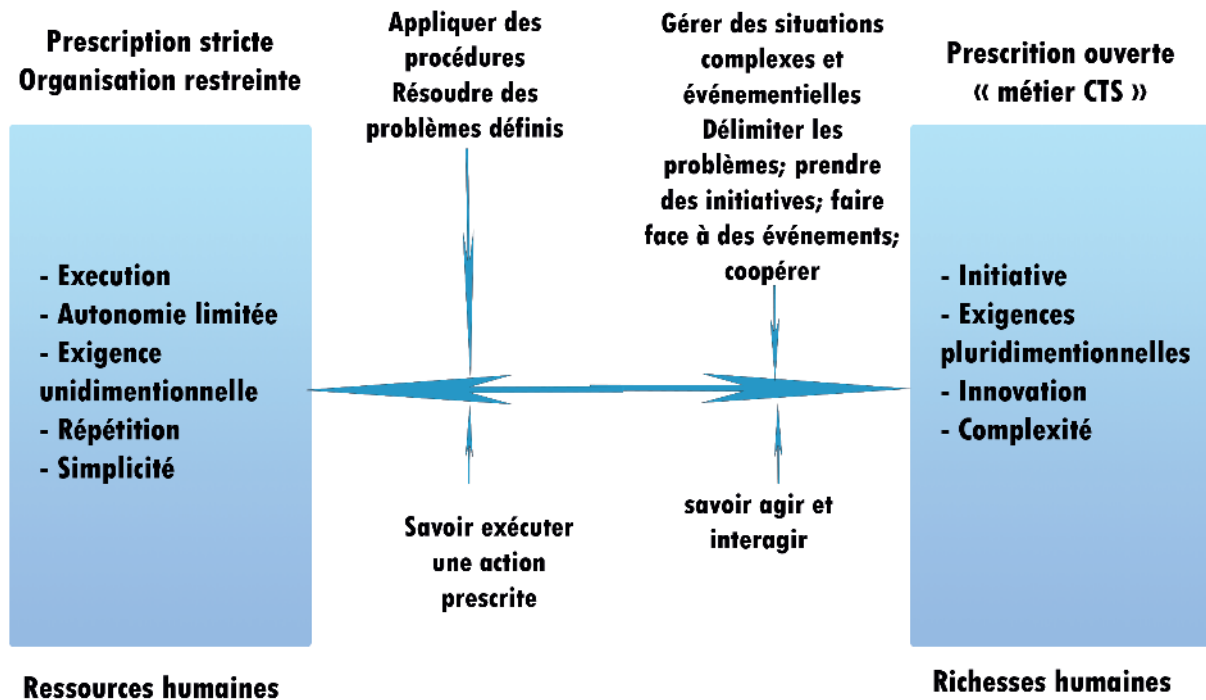 Prescription stricte
Organisation restreinte
- Execution
- Autonomie limitée
- Exigence
unidimentionnelle
- Répétition
- Simplicité
Ressources humaines
Appliquer des
procédures
Résoudre des
problèmes définis
Savoir exécuter
une action
prescrite
Gérer des situations
complexes et
événementielles
Délimiter les
problèmes; prendre
des initiatives; faire
face à des événements;
coopérer
savoir agir et
interagir
Prescrition ouverte
« métier CTS »
- Initiative
- Exigences
pluridimentionnelles
- Innovation
- Complexité
Richesses humaines